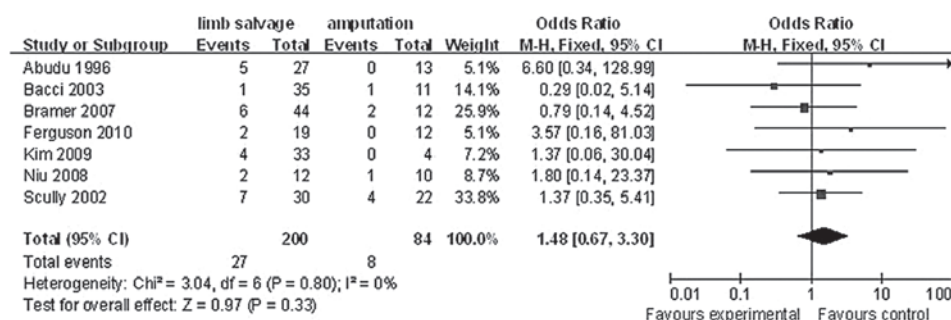 limb salvage amputation Odds Ratio Odds Ratio
Study or Subgroup Events Total Events Total Weight M-H, Fixed, 95% CI M-H, Fixed, 95% CI
Abudu 1996 5 27 0 13 5.1% 6.60 [0.34, 128.99]
Bacci 2003 1 35 1 11 14.1% 0.29 [0.02, 5.14]
Bramer 2007 6 44 2 12 25.9% 0.79 [0.14, 4.52]
Ferguson 2010 2 19 0 12 5.1% 3.57 [0.16, 81.03]
Kim 2009 4 33 0 4 7.2% 1.37 [0.06, 30.04]
Niu 2008 2 12 1 10 8.7% 1.80 [0.14, 23.37]
Scully 2002 7 30 4 22 33.8% 1.37 [0.35, 5.41]
Total (95% CI) 200 84 100.0% 1.48 [0.67, 3.30]
Total events 27 8
Heterogeneity: Chi² = 3.04, df = 6 (P = 0.80); I² = 0%
Test for overall effect: Z = 0.97 (P = 0.33)
0.01 0.1 1 10 100
Favours experimental Favours control